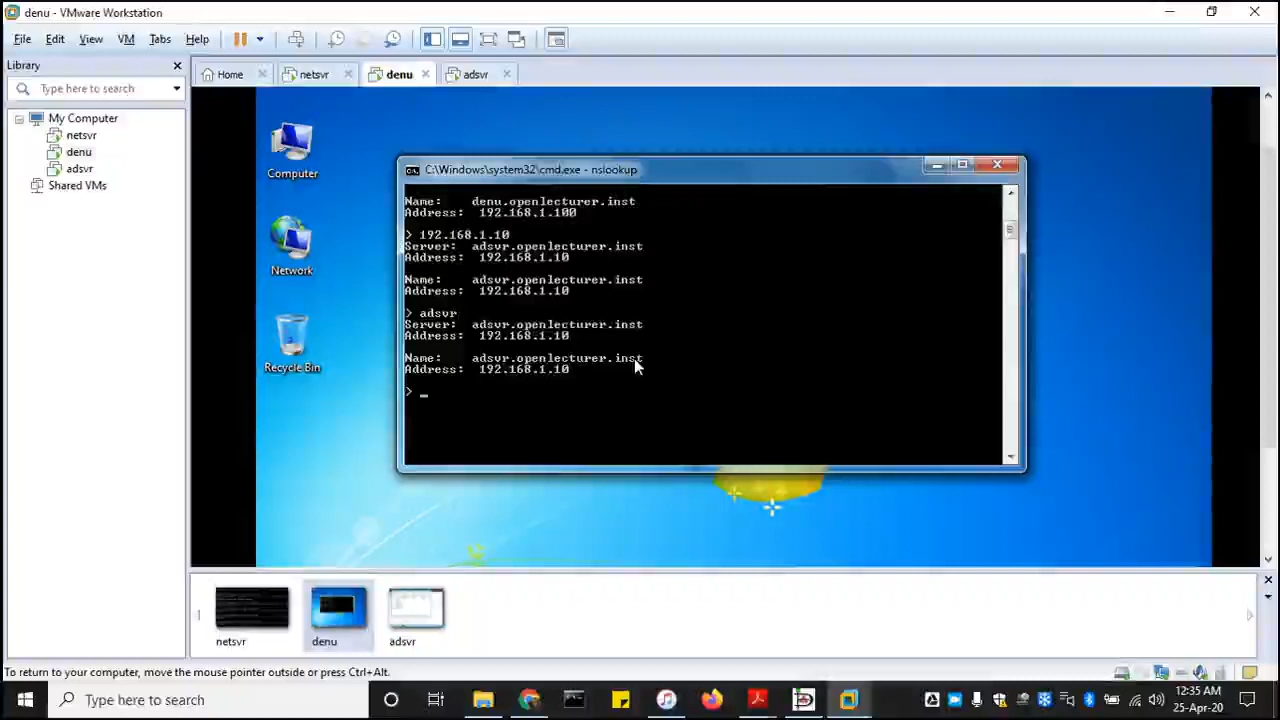 denu - VMware Workstation
File Edit View VM Tabs Help
Library
Home netsvr denu adsvr
Type here to search
My Computer
netsvr
denu
adsvr
Shared VMs
Computer
Network
Recycle Bin
C:\Windows\system32\cmd.exe - nslookup
Name: denu.openlecturer.inst
Address: 192.168.1.100
> 192.168.1.10
Server: adsvr.openlecturer.inst
Address: 192.168.1.10
Name: adsvr.openlecturer.inst
Address: 192.168.1.10
> adsvr
Server: adsvr.openlecturer.inst
Address: 192.168.1.10
Name: adsvr.openlecturer.inst
Address: 192.168.1.10
> _
netsvr
denu
adsvr
To return to your computer, move the mouse pointer outside or press Ctrl+Alt.
Type here to search
12:35 AM
25-Apr-20